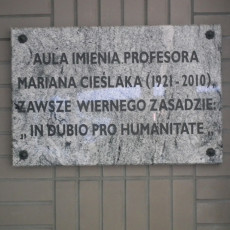 AULA IMIENIA PROFESORA
MARIANA CIEŚLAKA (1921-2010),
ZAWSZE WIERNEGO ZASADZIE:
„IN DUBIO PRO HUMANITATE„